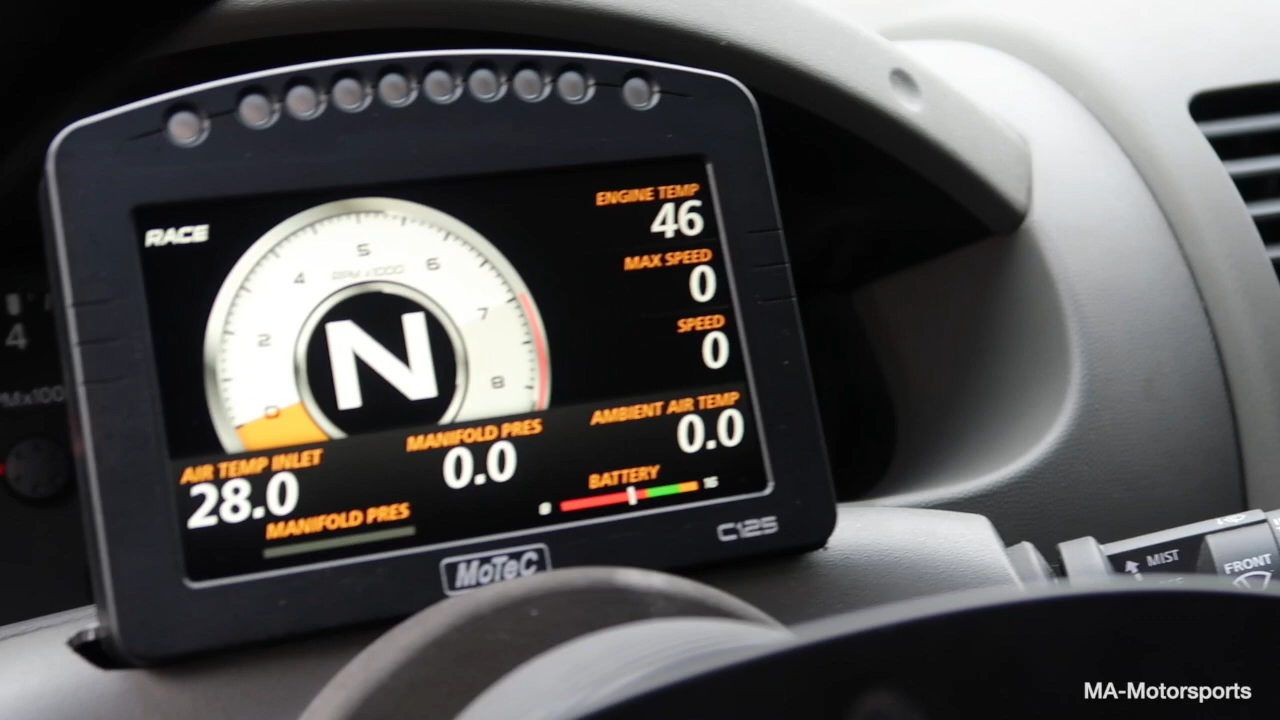 RACE
ENGINE TEMP
46
MAX SPEED
0
SPEED
0
5
4
RPM x1000
6
2
7
8
0
N
AMBIENT AIR TEMP
0.0
MANIFOLD PRES
0.0
AIR TEMP INLET
28.0
BATTERY
8 16
MANIFOLD PRES
C125
MoTeC
4
MIST
FRONT
MA-Motorsports